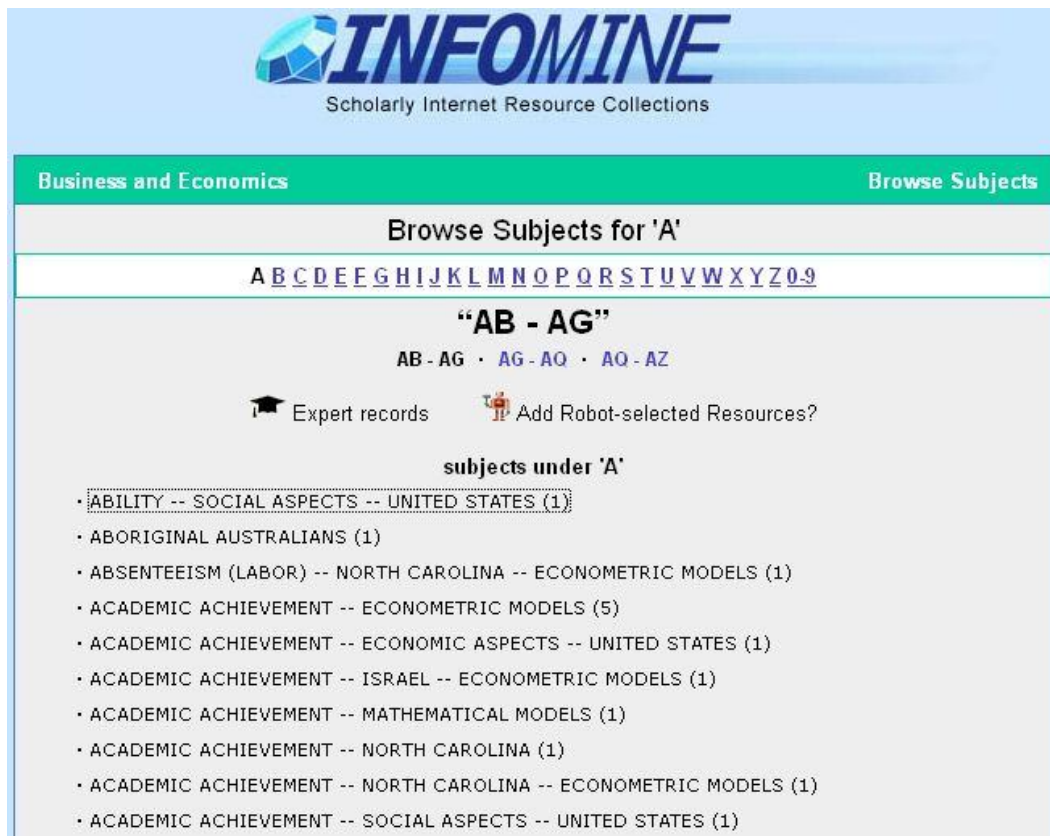 INFOMINE
Scholarly Internet Resource Collections
Business and Economics Browse Subjects
Browse Subjects for 'A'
A B C D E F G H I J K L M N O P Q R S T U V W X Y Z 0-9
“AB - AG”
AB - AG · AG - AQ · AQ - AZ
Expert records Add Robot-selected Resources?
subjects under 'A'
· ABILITY -- SOCIAL ASPECTS -- UNITED STATES (1)
· ABORIGINAL AUSTRALIANS (1)
· ABSENTEEISM (LABOR) -- NORTH CAROLINA -- ECONOMETRIC MODELS (1)
· ACADEMIC ACHIEVEMENT -- ECONOMETRIC MODELS (5)
· ACADEMIC ACHIEVEMENT -- ECONOMIC ASPECTS -- UNITED STATES (1)
· ACADEMIC ACHIEVEMENT -- ISRAEL -- ECONOMETRIC MODELS (1)
· ACADEMIC ACHIEVEMENT -- MATHEMATICAL MODELS (1)
· ACADEMIC ACHIEVEMENT -- NORTH CAROLINA (1)
· ACADEMIC ACHIEVEMENT -- NORTH CAROLINA -- ECONOMETRIC MODELS (1)
· ACADEMIC ACHIEVEMENT -- SOCIAL ASPECTS -- UNITED STATES (1)